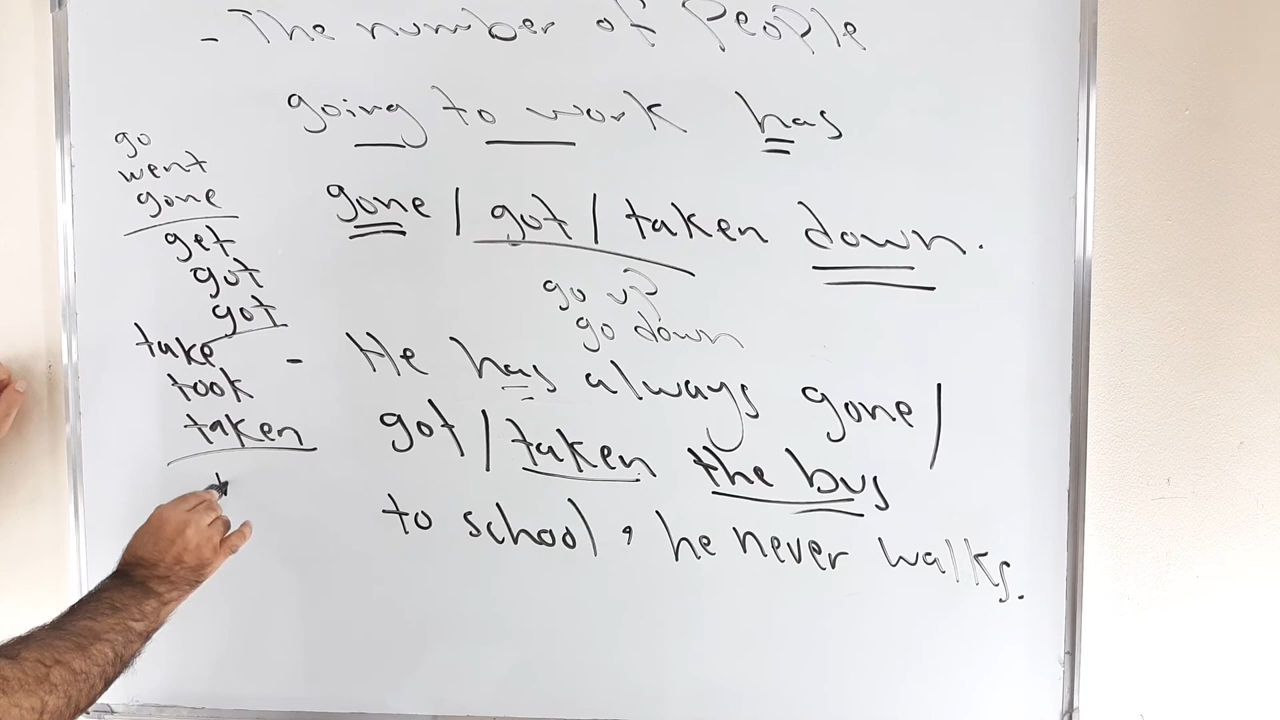 - The number of People
going to work has
gone / got / taken down.
go up
go down
- He has always gone /
got / taken the bus
to school, he never walks.
go
went
gone
get
got
got
take
took
taken
t